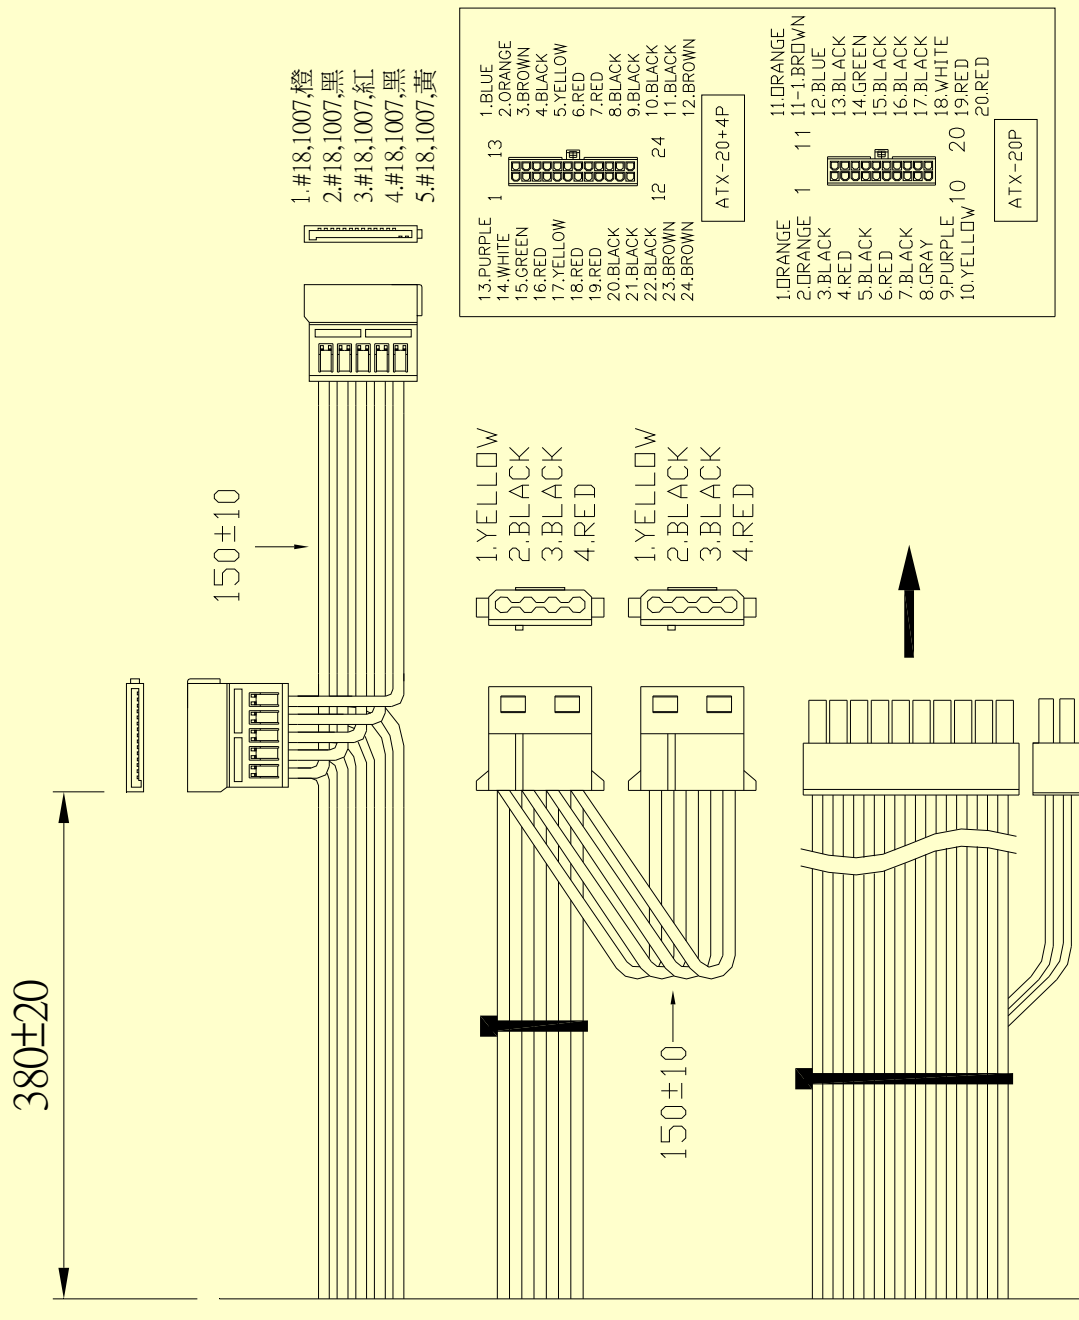 1.#18,1007,橙
2.#18,1007,黑
3.#18,1007,紅
4.#18,1007,黑
5.#18,1007,黃
1.BLUE
2.ORANGE
3.BROWN
4.BLACK
5.YELLOW
6.RED
7.RED
8.BLACK
9.BLACK
10.BLACK
11.BLACK
12.BROWN
1 13
12 24
13.PURPLE
14.WHITE
15.GREEN
16.RED
17.YELLOW
18.RED
19.RED
20.BLACK
21.BLACK
22.BLACK
23.BROWN
24.BROWN
ATX-20+4P
11.ORANGE
11-1.BROWN
12.BLUE
13.BLACK
14.GREEN
15.BLACK
16.BLACK
17.BLACK
18.WHITE
19.RED
20.RED
1 11
10 20
1.ORANGE
2.ORANGE
3.BLACK
4.RED
5.BLACK
6.RED
7.BLACK
8.GRAY
9.PURPLE
10.YELLOW
ATX-20P
150±10
1.YELLOW
2.BLACK
3.BLACK
4.RED
1.YELLOW
2.BLACK
3.BLACK
4.RED
380±20
150±10